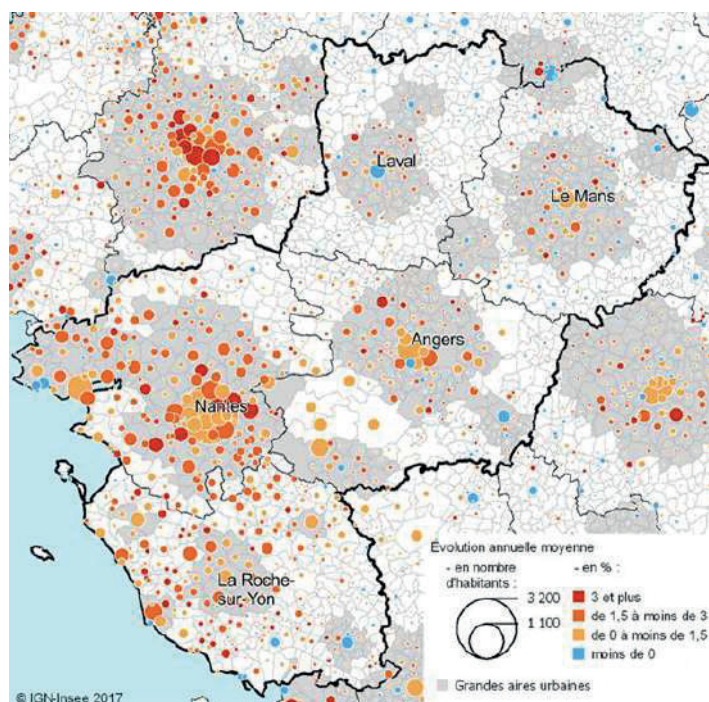 Laval
Le Mans
Angers
Nantes
La Roche-
sur-Yon
Evolution annuelle moyenne
- en nombre
d'habitants :
3 200
1 100
- en % :
3 et plus
de 1,5 à moins de 3
de 0 à moins de 1,5
moins de 0
Grandes aires urbaines
© IGN-Insee 2017